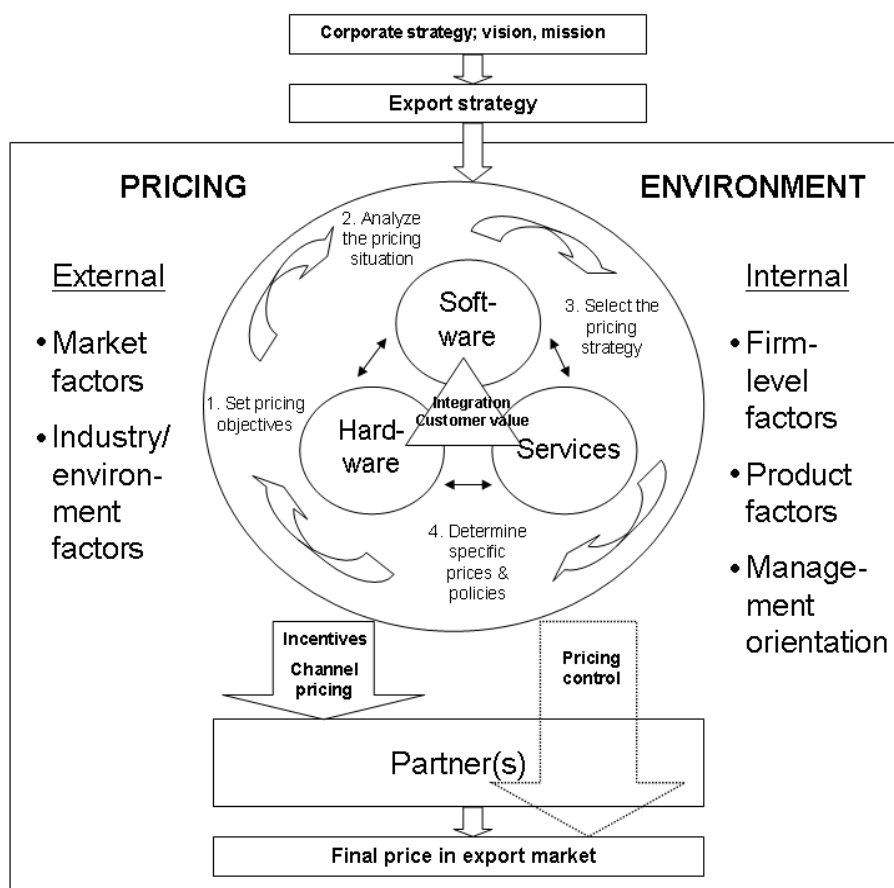 Corporate strategy; vision, mission
Export strategy
PRICING
ENVIRONMENT
External
• Market
factors
• Industry/
environ-
ment
factors
2. Analyze
the pricing
situation
3. Select the
pricing
strategy
1. Set pricing
objectives
4. Determine
specific
prices &
policies
Soft-
ware
Hard-
ware
Services
Integration
Customer value
Internal
• Firm-
level
factors
• Product
factors
• Manage-
ment
orientation
Incentives
Channel
pricing
Pricing
control
Partner(s)
Final price in export market